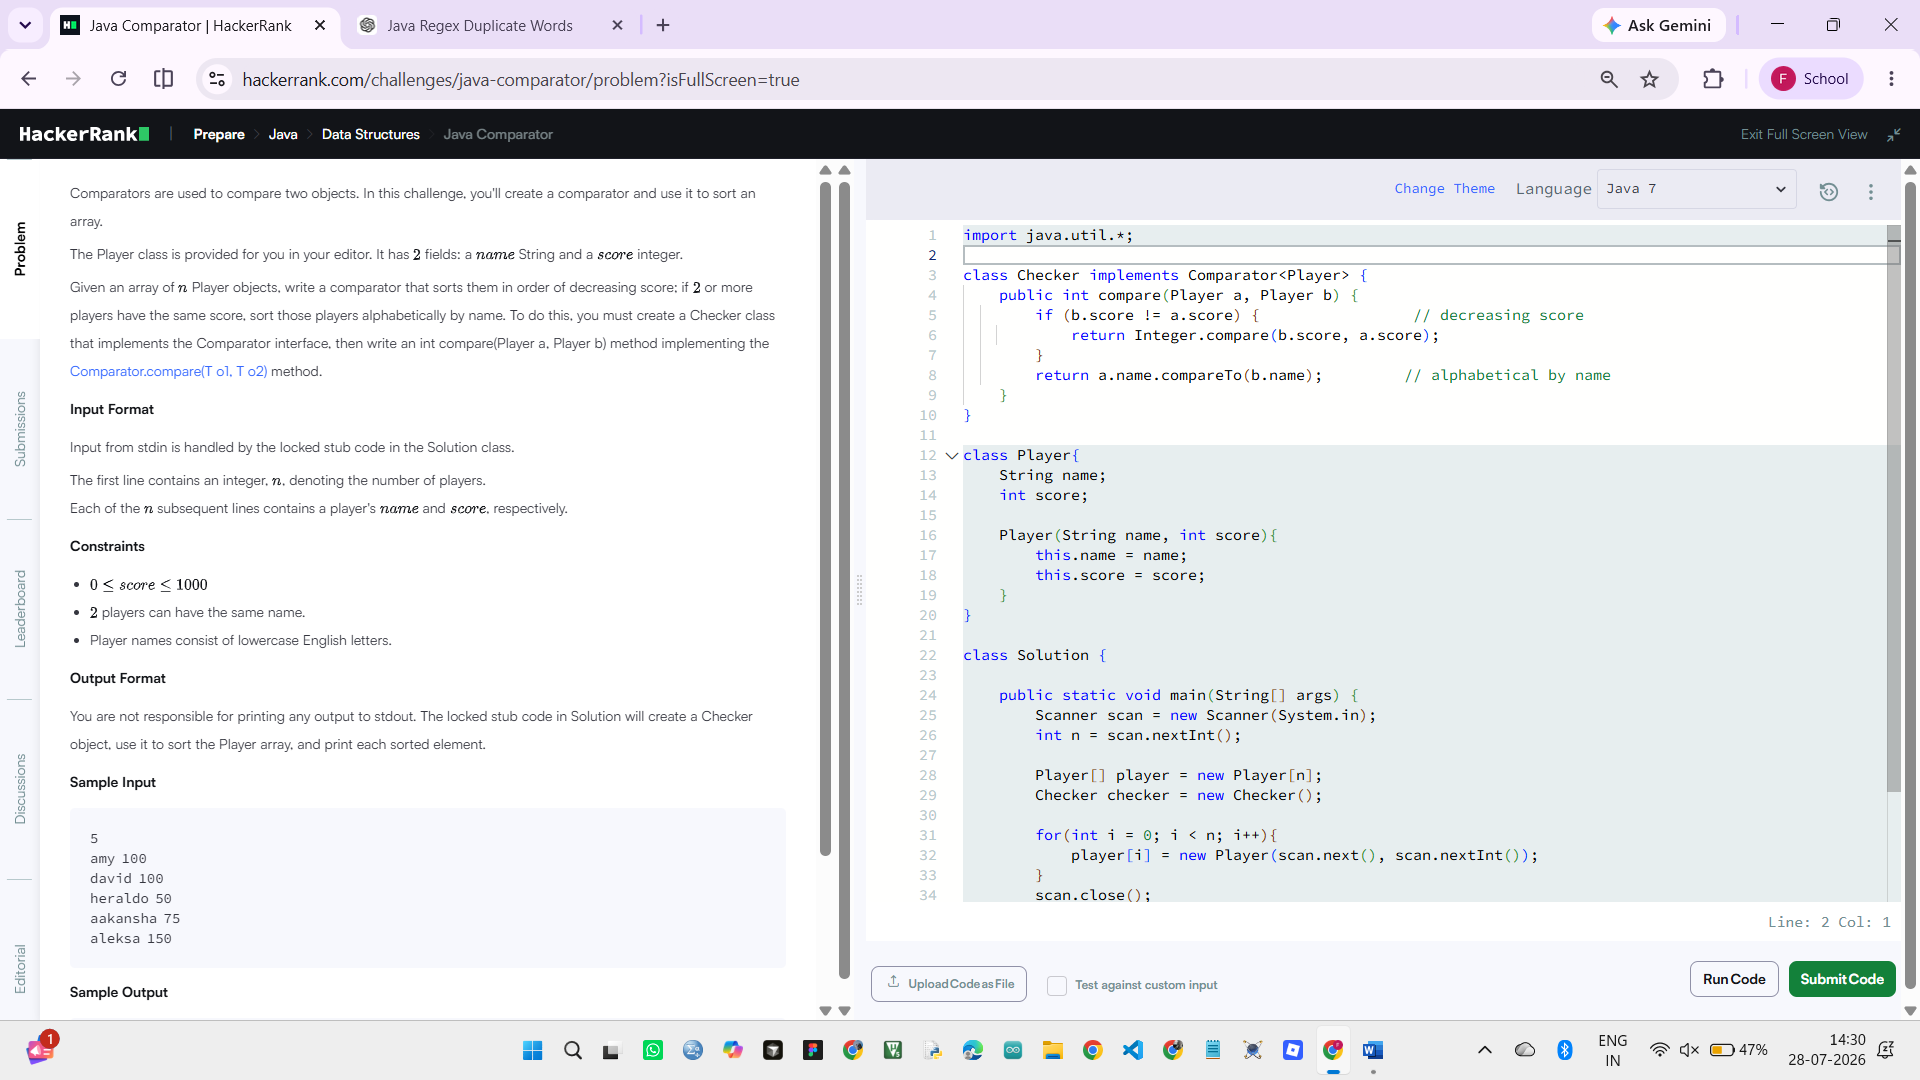 Java Comparator | HackerRank
Java Regex Duplicate Words
Ask Gemini
hackerrank.com/challenges/java-comparator/problem?isFullScreen=true
F School
HackerRank
Prepare
Java
Data Structures
Java Comparator
Exit Full Screen View
Problem
Submissions
Leaderboard
Discussions
Editorial
Comparators are used to compare two objects. In this challenge, you'll create a comparator and use it to sort an
array.
The Player class is provided for you in your editor. It has 2 fields: a name String and a score integer.
Given an array of n Player objects, write a comparator that sorts them in order of decreasing score; if 2 or more
players have the same score, sort those players alphabetically by name. To do this, you must create a Checker class
that implements the Comparator interface, then write an int compare(Player a, Player b) method implementing the
Comparator.compare(T o1, T o2) method.
Input Format
Input from stdin is handled by the locked stub code in the Solution class.
The first line contains an integer, n, denoting the number of players.
Each of the n subsequent lines contains a player's name and score, respectively.
Constraints
• 0 ≤ score ≤ 1000
• 2 players can have the same name.
• Player names consist of lowercase English letters.
Output Format
You are not responsible for printing any output to stdout. The locked stub code in Solution will create a Checker
object, use it to sort the Player array, and print each sorted element.
Sample Input
5
amy 100
david 100
heraldo 50
aakansha 75
aleksa 150
Sample Output
Change Theme
Language
Java 7
1 import java.util.*;
2
3 class Checker implements Comparator<Player> {
4 public int compare(Player a, Player b) {
5 if (b.score != a.score) { // decreasing score
6 return Integer.compare(b.score, a.score);
7 }
8 return a.name.compareTo(b.name); // alphabetical by name
9 }
10 }
11
12 class Player{
13 String name;
14 int score;
15
16 Player(String name, int score){
17 this.name = name;
18 this.score = score;
19 }
20 }
21
22 class Solution {
23
24 public static void main(String[] args) {
25 Scanner scan = new Scanner(System.in);
26 int n = scan.nextInt();
27
28 Player[] player = new Player[n];
29 Checker checker = new Checker();
30
31 for(int i = 0; i < n; i++){
32 player[i] = new Player(scan.next(), scan.nextInt());
33 }
34 scan.close();
Line: 2 Col: 1
Upload Code as File
Test against custom input
Run Code
Submit Code
1
ENG
IN
47%
14:30
28-07-2026